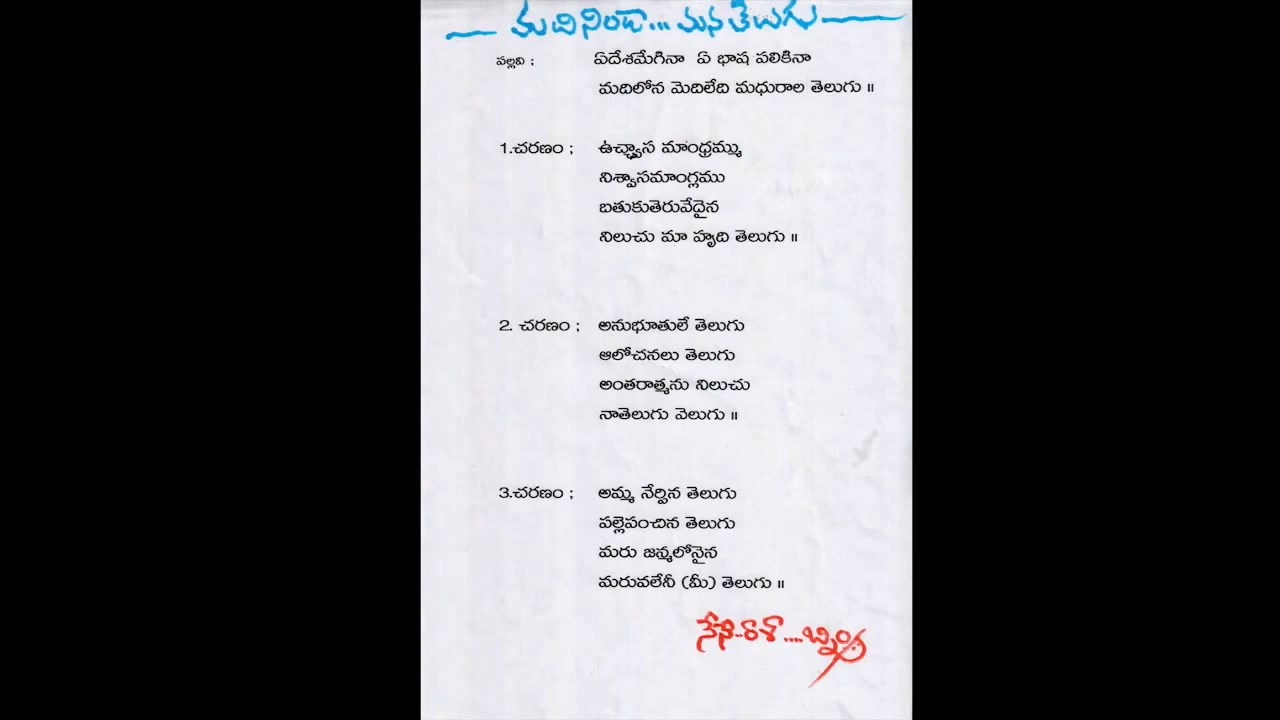 మదినిండా... మన తెలుగు
పల్లవి ; ఏదేశమేగినా ఏ భాష పలికినా
మదిలోన మెదిలేది మధురాల తెలుగు ॥
1.చరణం ; ఉచ్ఛ్వాస మాంధ్రమ్ము
నిశ్వాసమాంగ్లము
బతుకుతెరువేదైన
నిలుచు మా హృది తెలుగు ॥
2. చరణం ; అనుభూతులే తెలుగు
ఆలోచనలు తెలుగు
అంతరాత్మను నిలుచు
నాతెలుగు వెలుగు ॥
3.చరణం ; అమ్మ నేర్పిన తెలుగు
పల్లెపంచిన తెలుగు
మరు జన్మలోనైన
మరువలేనీ (మీ) తెలుగు ॥